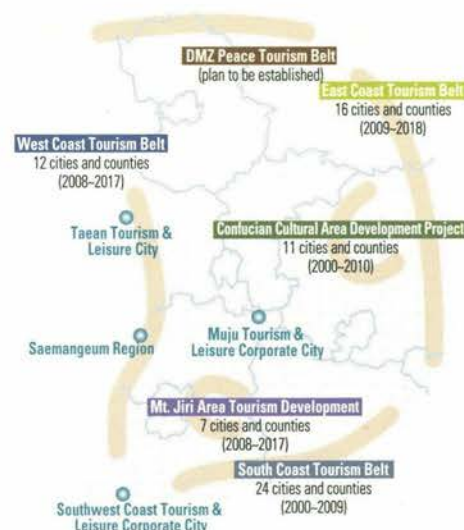 DMZ Peace Tourism Belt
(plan to be established)
East Coast Tourism Belt
16 cities and counties
(2009–2018)
West Coast Tourism Belt
12 cities and counties
(2008–2017)
Taean Tourism &
Leisure City
Confucian Cultural Area Development Project
11 cities and counties
(2000–2010)
Saemangeum Region
Muju Tourism &
Leisure Corporate City
Mt. Jiri Area Tourism Development
7 cities and counties
(2008–2017)
South Coast Tourism Belt
24 cities and counties
(2000–2009)
Southwest Coast Tourism &
Leisure Corporate City